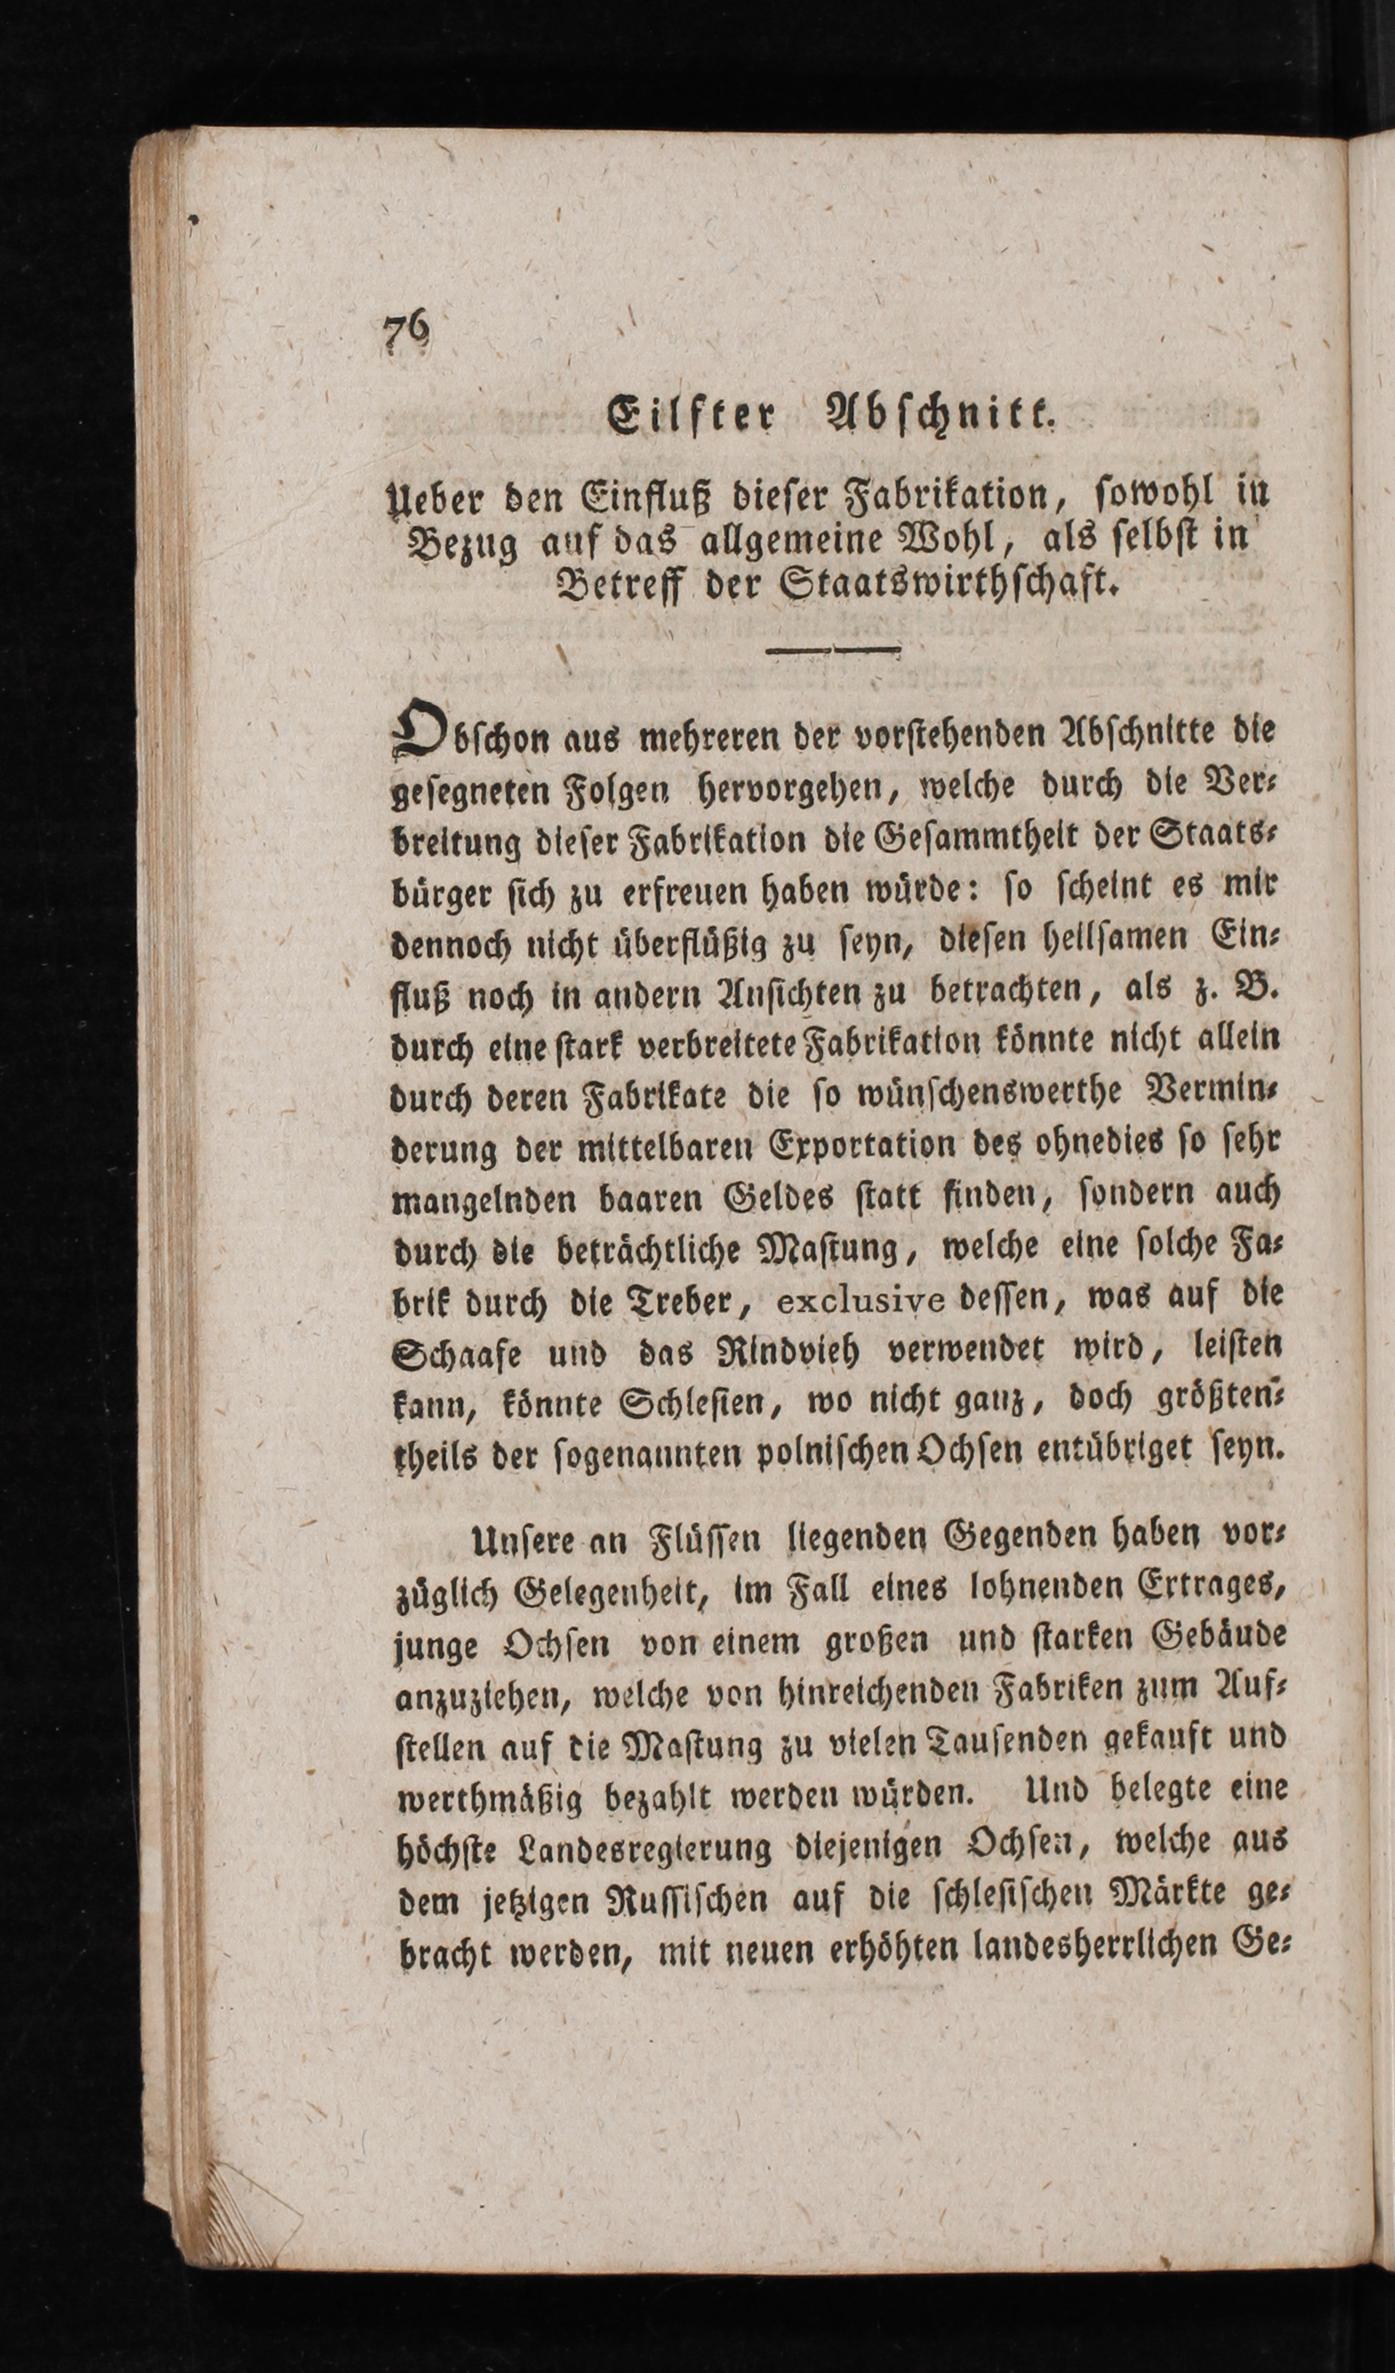 76
Eilfter Abſchnitt.
Ueber den Einfluß dieſer Fabrikation, ſowohl in
Bezug auf das allgemeine Wohl, als ſelbſt in
Betreff der Staatswirthſchaft.
Obſchon aus mehreren der vorſtehenden Abſchnitte die
geſegneten Folgen hervorgehen, welche durch die Ver⸗
breitung dieſer Fabrikation die Geſammtheit der Staats⸗
bürger ſich zu erfreuen haben würde: ſo ſcheint es mir
dennoch nicht überflüßig zu ſeyn, dieſen heilſamen Ein⸗
fluß noch in andern Anſichten zu betrachten, als z. B.
durch eine ſtark verbreitete Fabrikation könnte nicht allein
durch deren Fabrikate die ſo wünſchenswerthe Vermin⸗
derung der mittelbaren Exportation des ohnedies ſo ſehr
mangelnden baaren Geldes ſtatt finden, ſondern auch
durch die beträchtliche Maſtung, welche eine ſolche Fa⸗
brik durch die Treber, exclusive deſſen, was auf die
Schaafe und das Rindvieh verwendet wird, leiſten
kann, könnte Schleſien, wo nicht ganz, doch größten⸗
theils der ſogenannten polniſchen Ochſen entübriget ſeyn.
Unſere an Flüſſen liegenden Gegenden haben vor⸗
züglich Gelegenheit, im Fall eines lohnenden Ertrages,
junge Ochſen von einem großen und ſtarken Gebäude
anzuziehen, welche von hinreichenden Fabriken zum Auf⸗
ſtellen auf die Maſtung zu vielen Tauſenden gekauft und
werthmäßig bezahlt werden würden. Und belegte eine
höchſte Landesregierung diejenigen Ochſen, welche aus
dem jetzigen Ruſſiſchen auf die ſchleſiſchen Märkte ge⸗
bracht werden, mit neuen erhöhten landesherrlichen Ge⸗